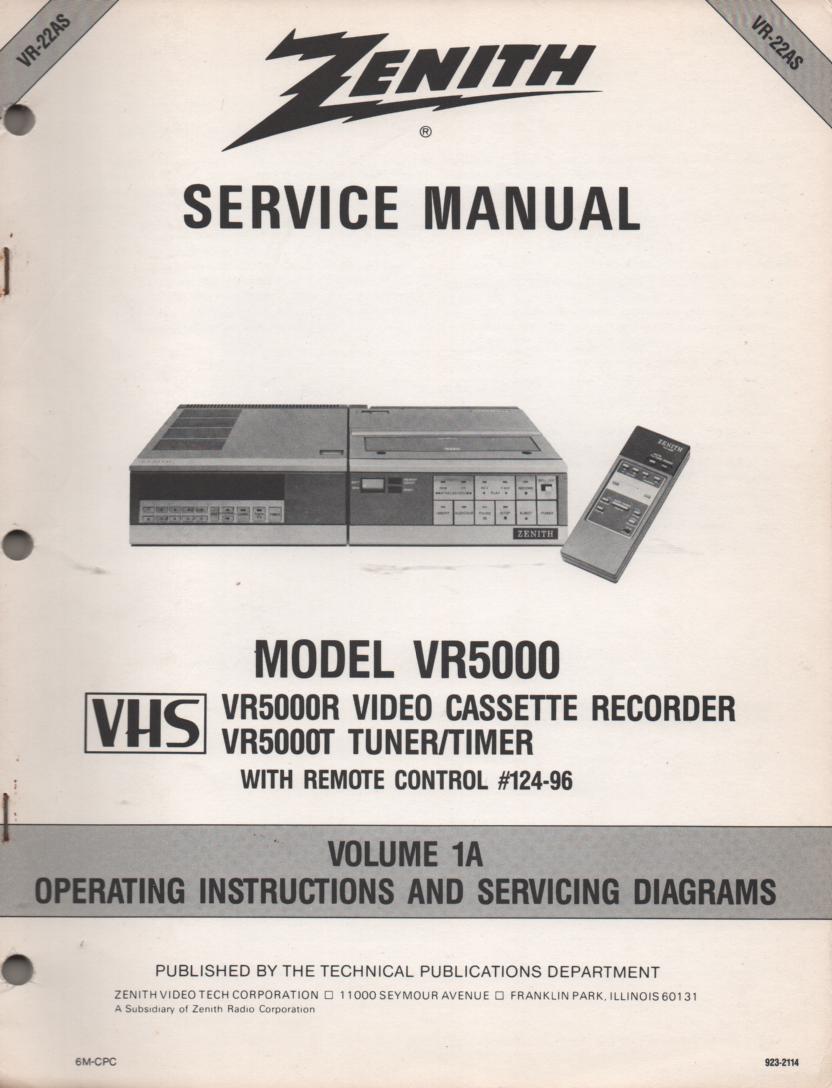 VR-22AS
VR-22AS
ZENITH
®
SERVICE MANUAL
ZENITH
ZENITH
MODEL VR5000
VHS
VR5000R VIDEO CASSETTE RECORDER
VR5000T TUNER/TIMER
WITH REMOTE CONTROL #124-96
VOLUME 1A
OPERATING INSTRUCTIONS AND SERVICING DIAGRAMS
PUBLISHED BY THE TECHNICAL PUBLICATIONS DEPARTMENT
ZENITH VIDEO TECH CORPORATION □ 11000 SEYMOUR AVENUE □ FRANKLIN PARK, ILLINOIS 60131
A Subsidiary of Zenith Radio Corporation
6M-CPC
923-2114